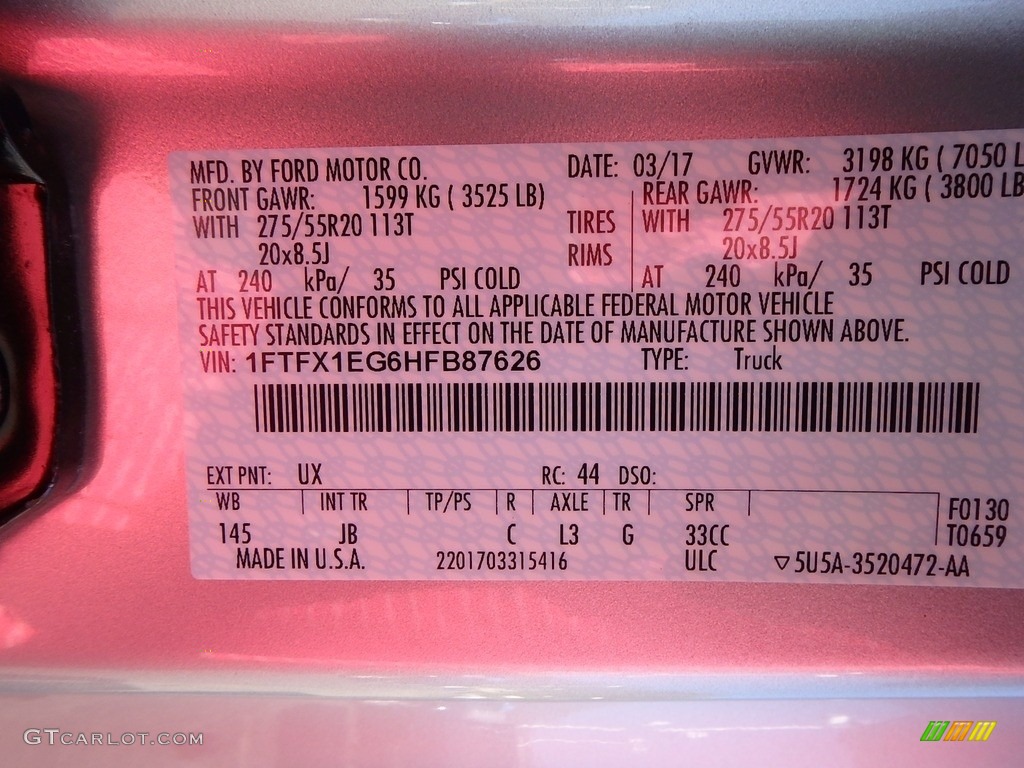 MFD. BY FORD MOTOR CO. DATE: 03/17 GVWR: 3198 KG ( 7050 L
FRONT GAWR: 1599 KG ( 3525 LB) REAR GAWR: 1724 KG ( 3800 LB
WITH 275/55R20 113T TIRES WITH 275/55R20 113T
20x8.5J RIMS 20x8.5J
AT 240 kPa/ 35 PSI COLD AT 240 kPa/ 35 PSI COLD
THIS VEHICLE CONFORMS TO ALL APPLICABLE FEDERAL MOTOR VEHICLE
SAFETY STANDARDS IN EFFECT ON THE DATE OF MANUFACTURE SHOWN ABOVE.
VIN: 1FTFX1EG6HFB87626 TYPE: Truck
EXT PNT: UX RC: 44 DSO:
WB INT TR TP/PS R AXLE TR SPR F0130
145 JB C L3 G 33CC T0659
MADE IN U.S.A. 2201703315416 ULC ▽5U5A-3520472-AA
GTCARLOT.COM